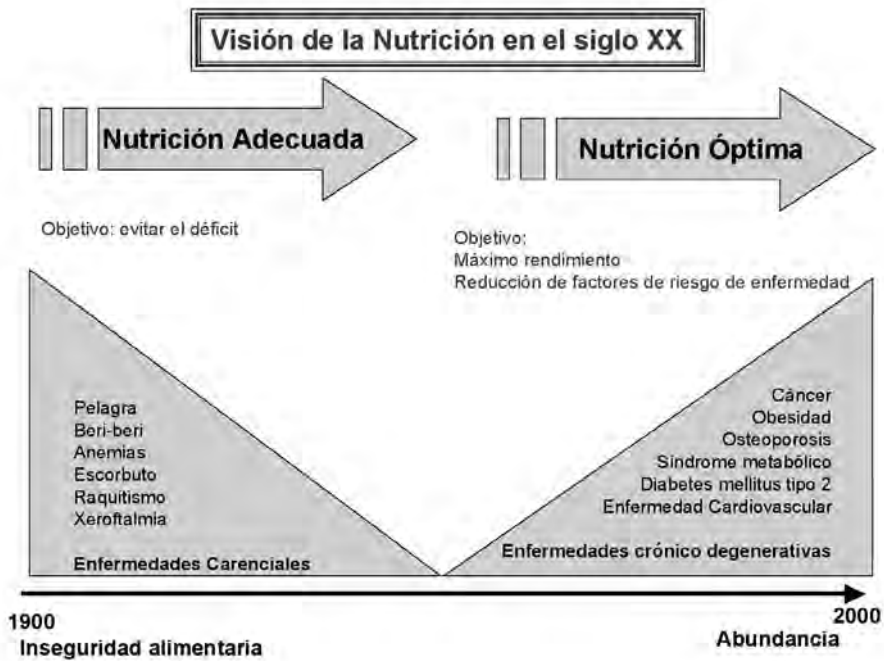 Visión de la Nutrición en el siglo XX
Nutrición Adecuada
Nutrición Óptima
Objetivo: evitar el déficit
Objetivo:
Máximo rendimiento
Reducción de factores de riesgo de enfermedad
Pelagra
Beri-beri
Anemias
Escorbuto
Raquitismo
Xeroftalmia
Enfermedades Carenciales
Cáncer
Obesidad
Osteoporosis
Síndrome metabólico
Diabetes mellitus tipo 2
Enfermedad Cardiovascular
Enfermedades crónico degenerativas
1900
2000
Inseguridad alimentaria
Abundancia